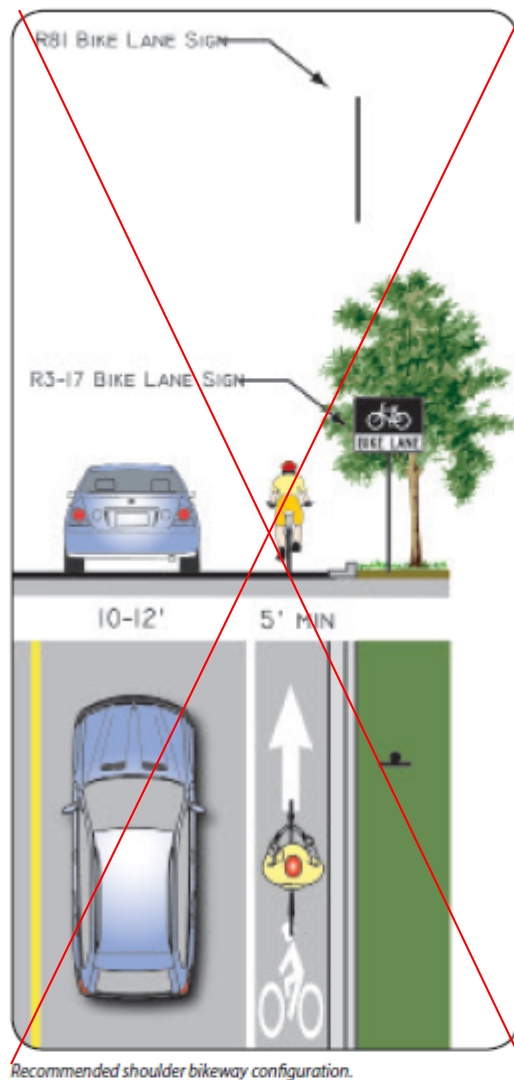 R81 BIKE LANE SIGN
R3-17 BIKE LANE SIGN
BIKE LANE
10-12'
5' MIN
Recommended shoulder bikeway configuration.